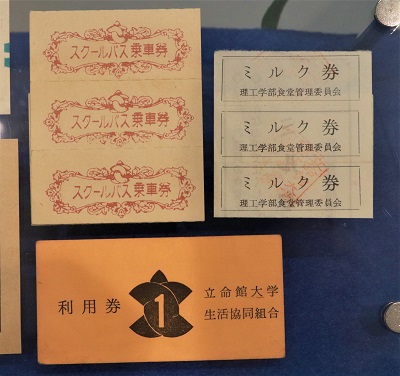 スクールバス乗車券
スクールバス乗車券
スクールバス乗車券
ミルク券
理工学部食堂管理委員会
ミルク券
理工学部食堂管理委員会
ミルク券
理工学部食堂管理委員会
利用券
1
立命館大学
生活協同組合